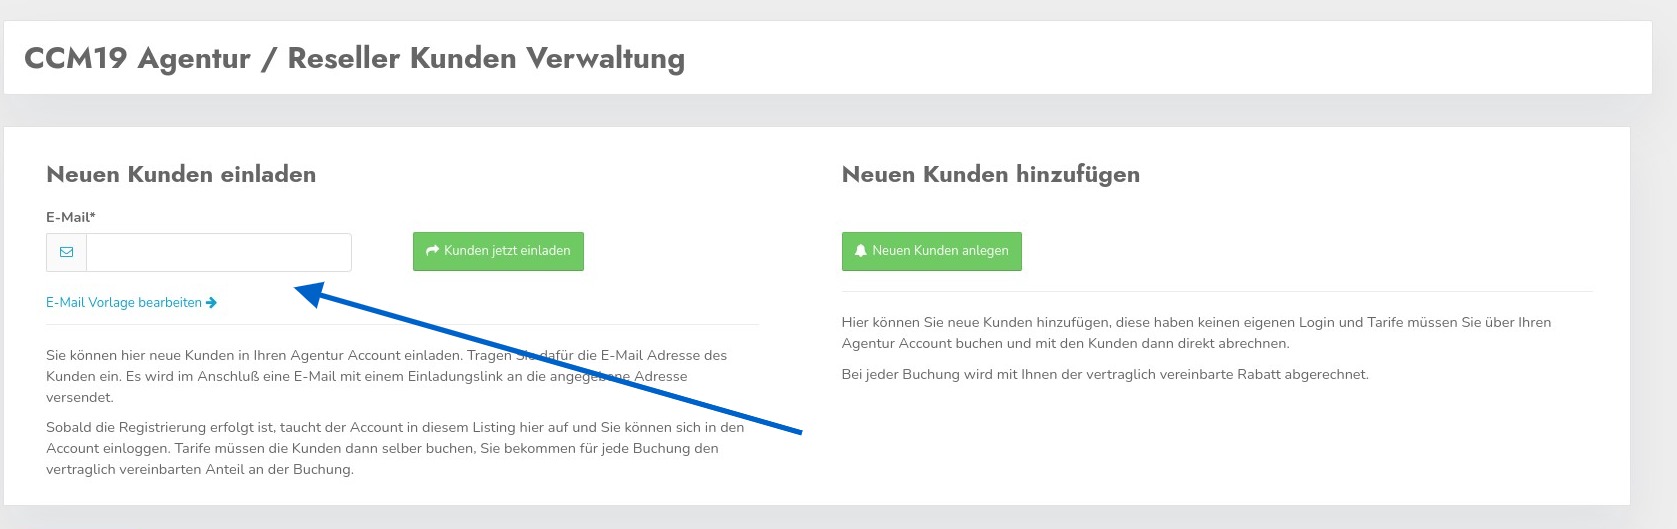 CCM19 Agentur / Reseller Kunden Verwaltung
Neuen Kunden einladen
E-Mail*
Kunden jetzt einladen
E-Mail Vorlage bearbeiten
Sie können hier neue Kunden in Ihren Agentur Account einladen. Tragen Sie dafür die E-Mail Adresse des
Kunden ein. Es wird im Anschluß eine E-Mail mit einem Einladungslink an die angegebene Adresse
versendet.
Sobald die Registrierung erfolgt ist, taucht der Account in diesem Listing hier auf und Sie können sich in den
Account einloggen. Tarife müssen die Kunden dann selber buchen, Sie bekommen für jede Buchung den
vertraglich vereinbarten Anteil an der Buchung.
Neuen Kunden hinzufügen
Neuen Kunden anlegen
Hier können Sie neue Kunden hinzufügen, diese haben keinen eigenen Login und Tarife müssen Sie über Ihren
Agentur Account buchen und mit den Kunden dann direkt abrechnen.
Bei jeder Buchung wird mit Ihnen der vertraglich vereinbarte Rabatt abgerechnet.